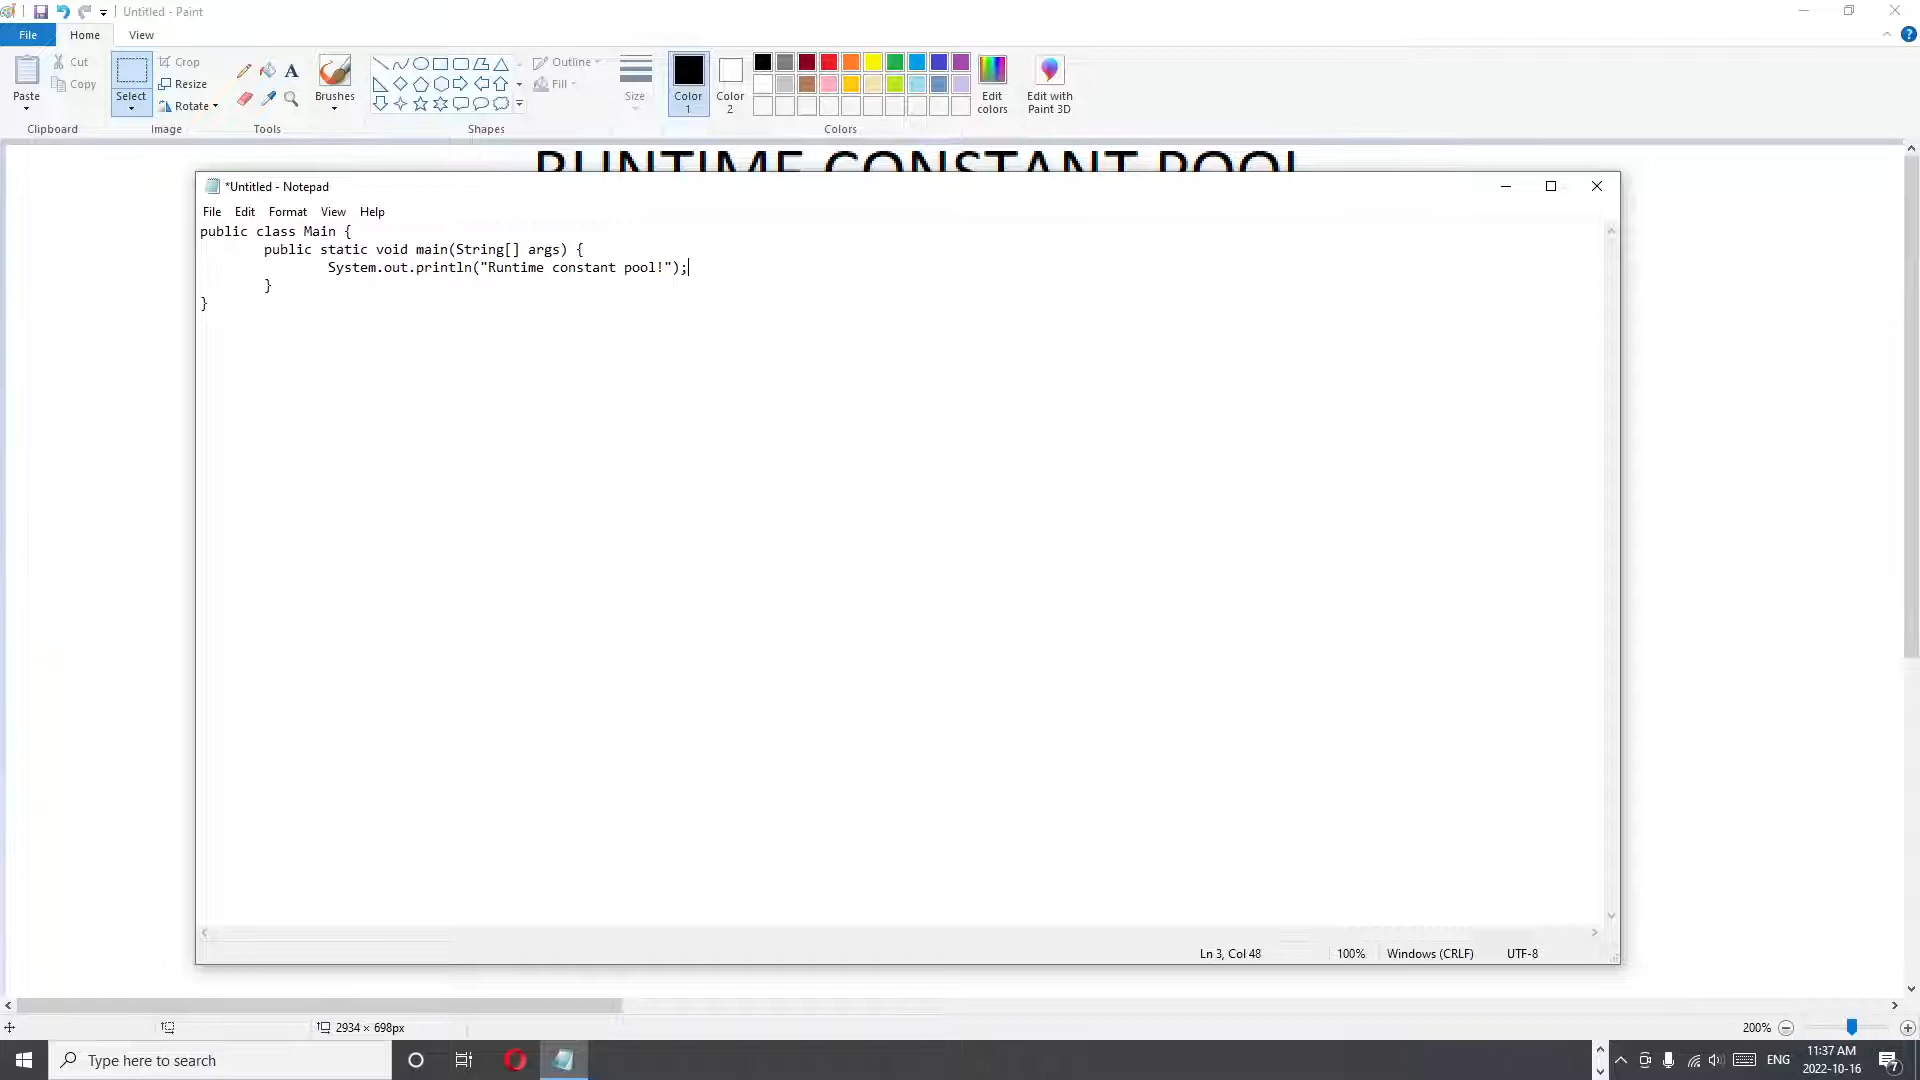 Untitled - Paint
File Home View
Paste
Cut
Copy
Clipboard
Select
Crop
Resize
Rotate
Image
A
Tools
Brushes
Shapes
Outline
Fill
Size
Color 1
Color 2
Colors
Edit colors
Edit with Paint 3D
RUNTIME CONSTANT POOL
*Untitled - Notepad
File Edit Format View Help
public class Main {
public static void main(String[] args) {
System.out.println("Runtime constant pool!");
}
}
Ln 3, Col 48 100% Windows (CRLF) UTF-8
2934 × 698px 200%
Type here to search
ENG
11:37 AM
2022-10-16
7